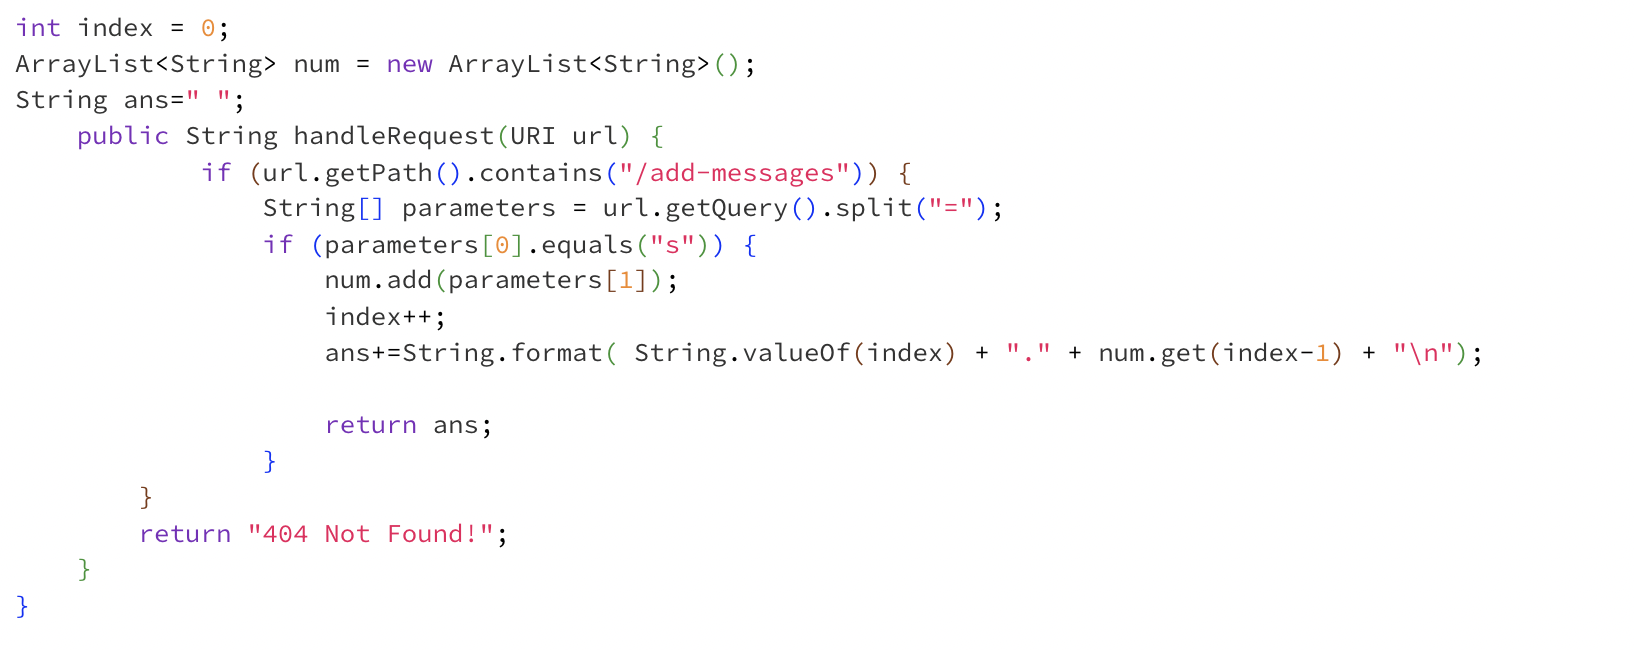 int index = 0;
ArrayList<String> num = new ArrayList<String>();
String ans=" ";
    public String handleRequest(URI url) {
            if (url.getPath().contains("/add-messages")) {
                String[] parameters = url.getQuery().split("=");
                if (parameters[0].equals("s")) {
                    num.add(parameters[1]);
                    index++;
                    ans+=String.format( String.valueOf(index) + "." + num.get(index-1) + "\n");

                    return ans;
                }
        }
        return "404 Not Found!";
    }
}